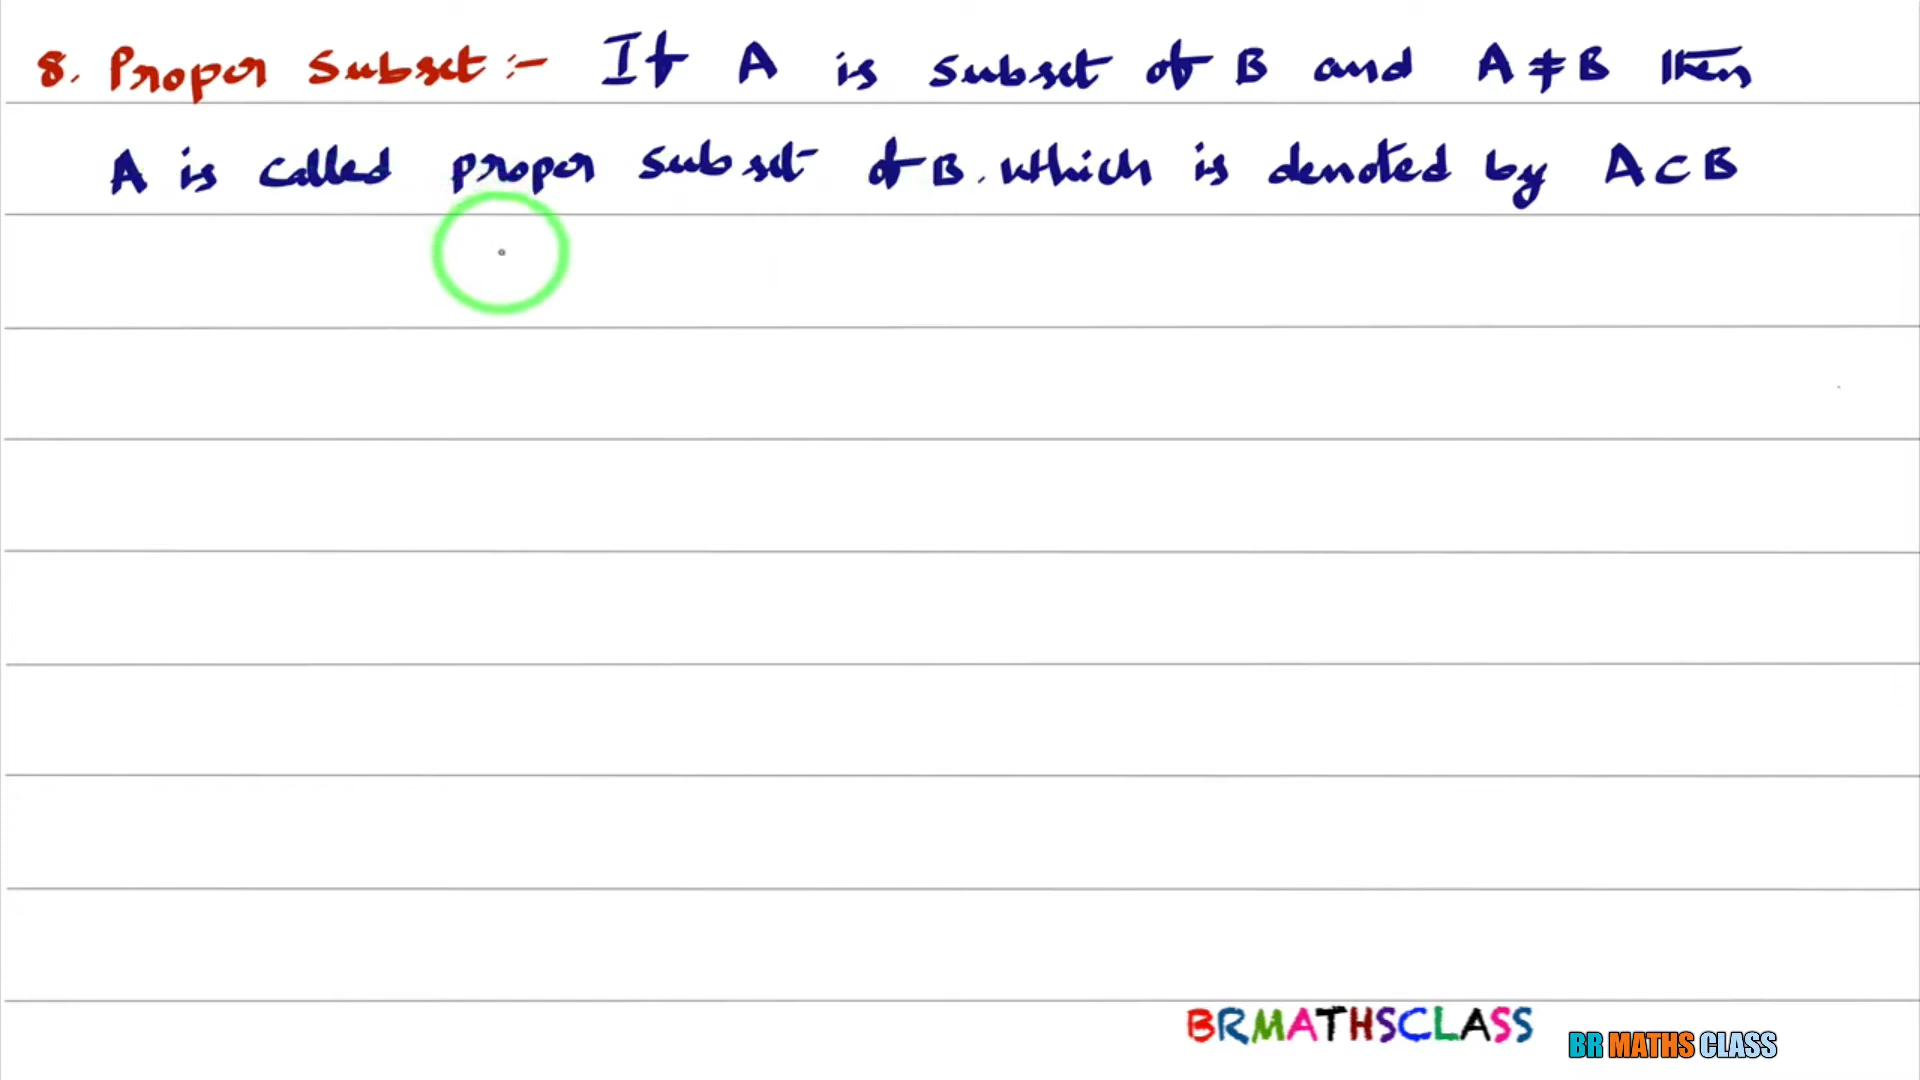 8. Proper Subset :- If A is subset of B and A ≠ B then
A is called proper subset of B. which is denoted by A ⊂ B
BRMATHSCLASS
BR MATHS CLASS